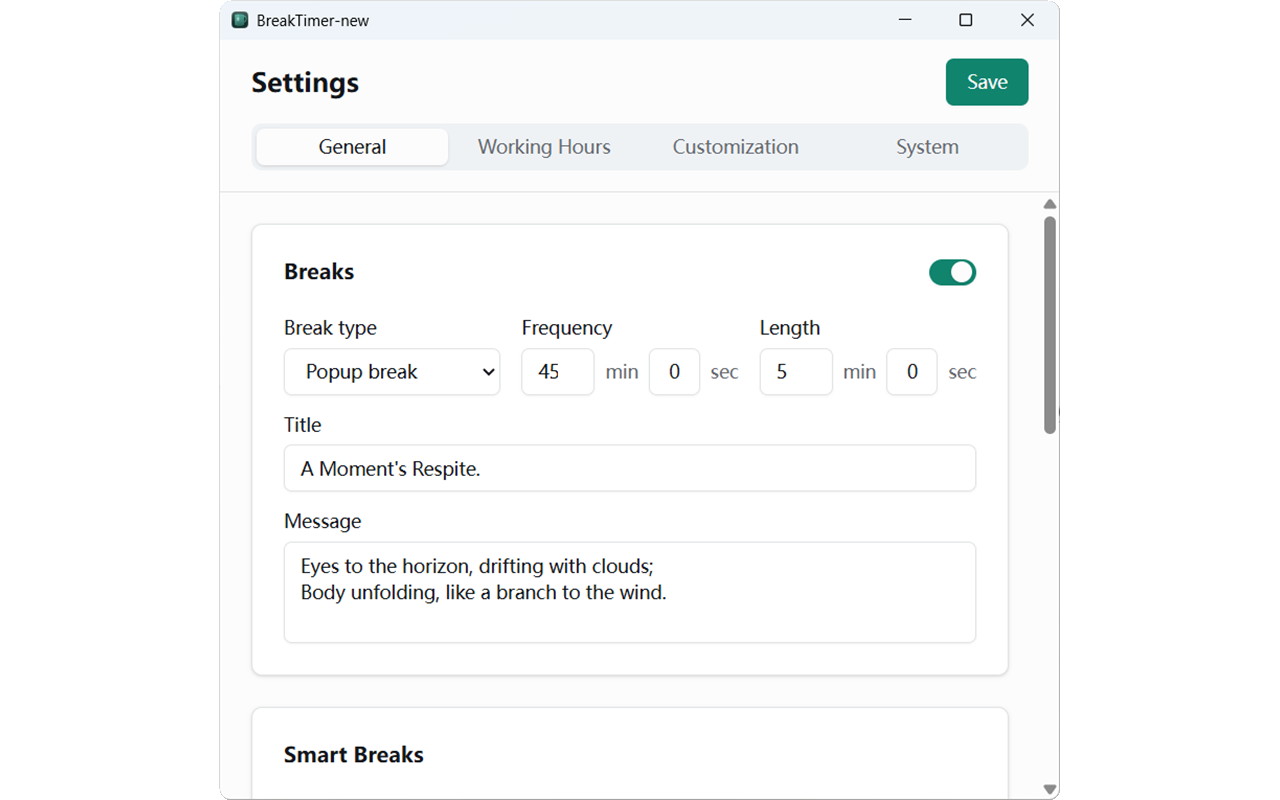 BreakTimer-new
Settings
Save
General
Working Hours
Customization
System
Breaks
Break type
Frequency
Length
Popup break
45
min
0
sec
5
min
0
sec
Title
A Moment's Respite.
Message
Eyes to the horizon, drifting with clouds;
Body unfolding, like a branch to the wind.
Smart Breaks